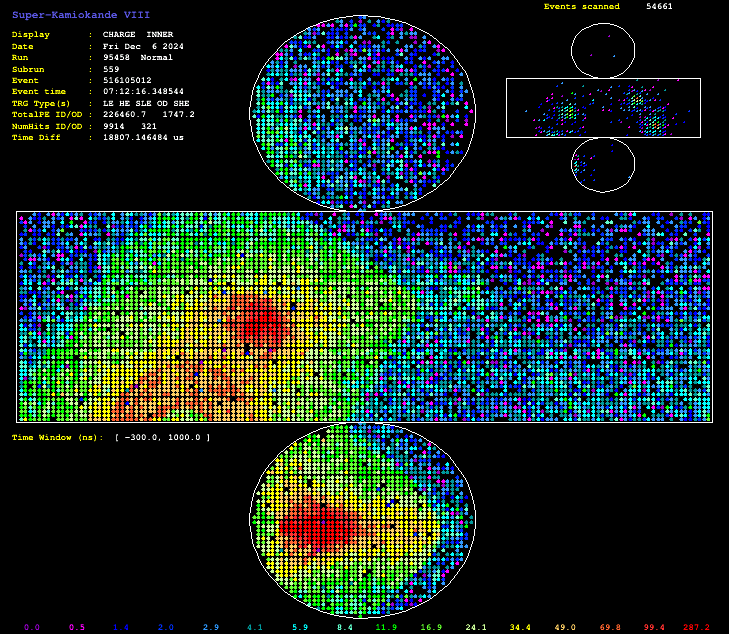 Super-Kamiokande VIII
Events scanned 54661
Display : CHARGE INNER
Date : Fri Dec 6 2024
Run : 95458 Normal
Subrun : 559
Event : 516105012
Event time : 07:12:16.348544
TRG Type(s) : LE HE SLE OD SHE
TotalPE ID/OD : 226460.7 1747.2
NumHits ID/OD : 9914 321
Time Diff : 18807.146484 us
Time Window (ns): [ -300.0, 1000.0 ]
0.0 0.5 1.4 2.0 2.9 4.1 5.9 8.4 11.9 16.9 24.1 34.4 49.0 69.8 99.4 287.2